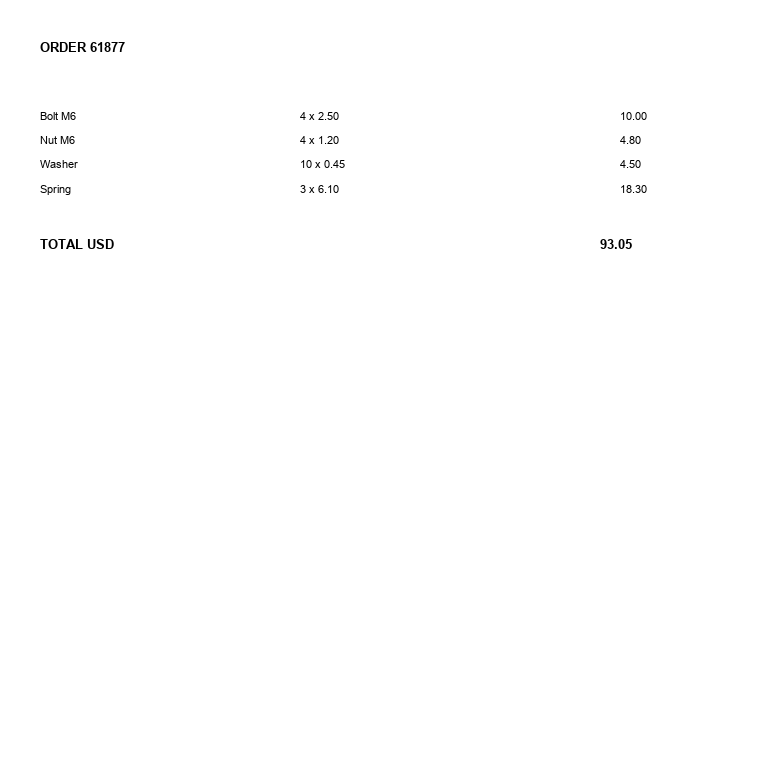 ORDER 61877
Bolt M6 4 x 2.50 10.00
Nut M6 4 x 1.20 4.80
Washer 10 x 0.45 4.50
Spring 3 x 6.10 18.30
TOTAL USD 93.05